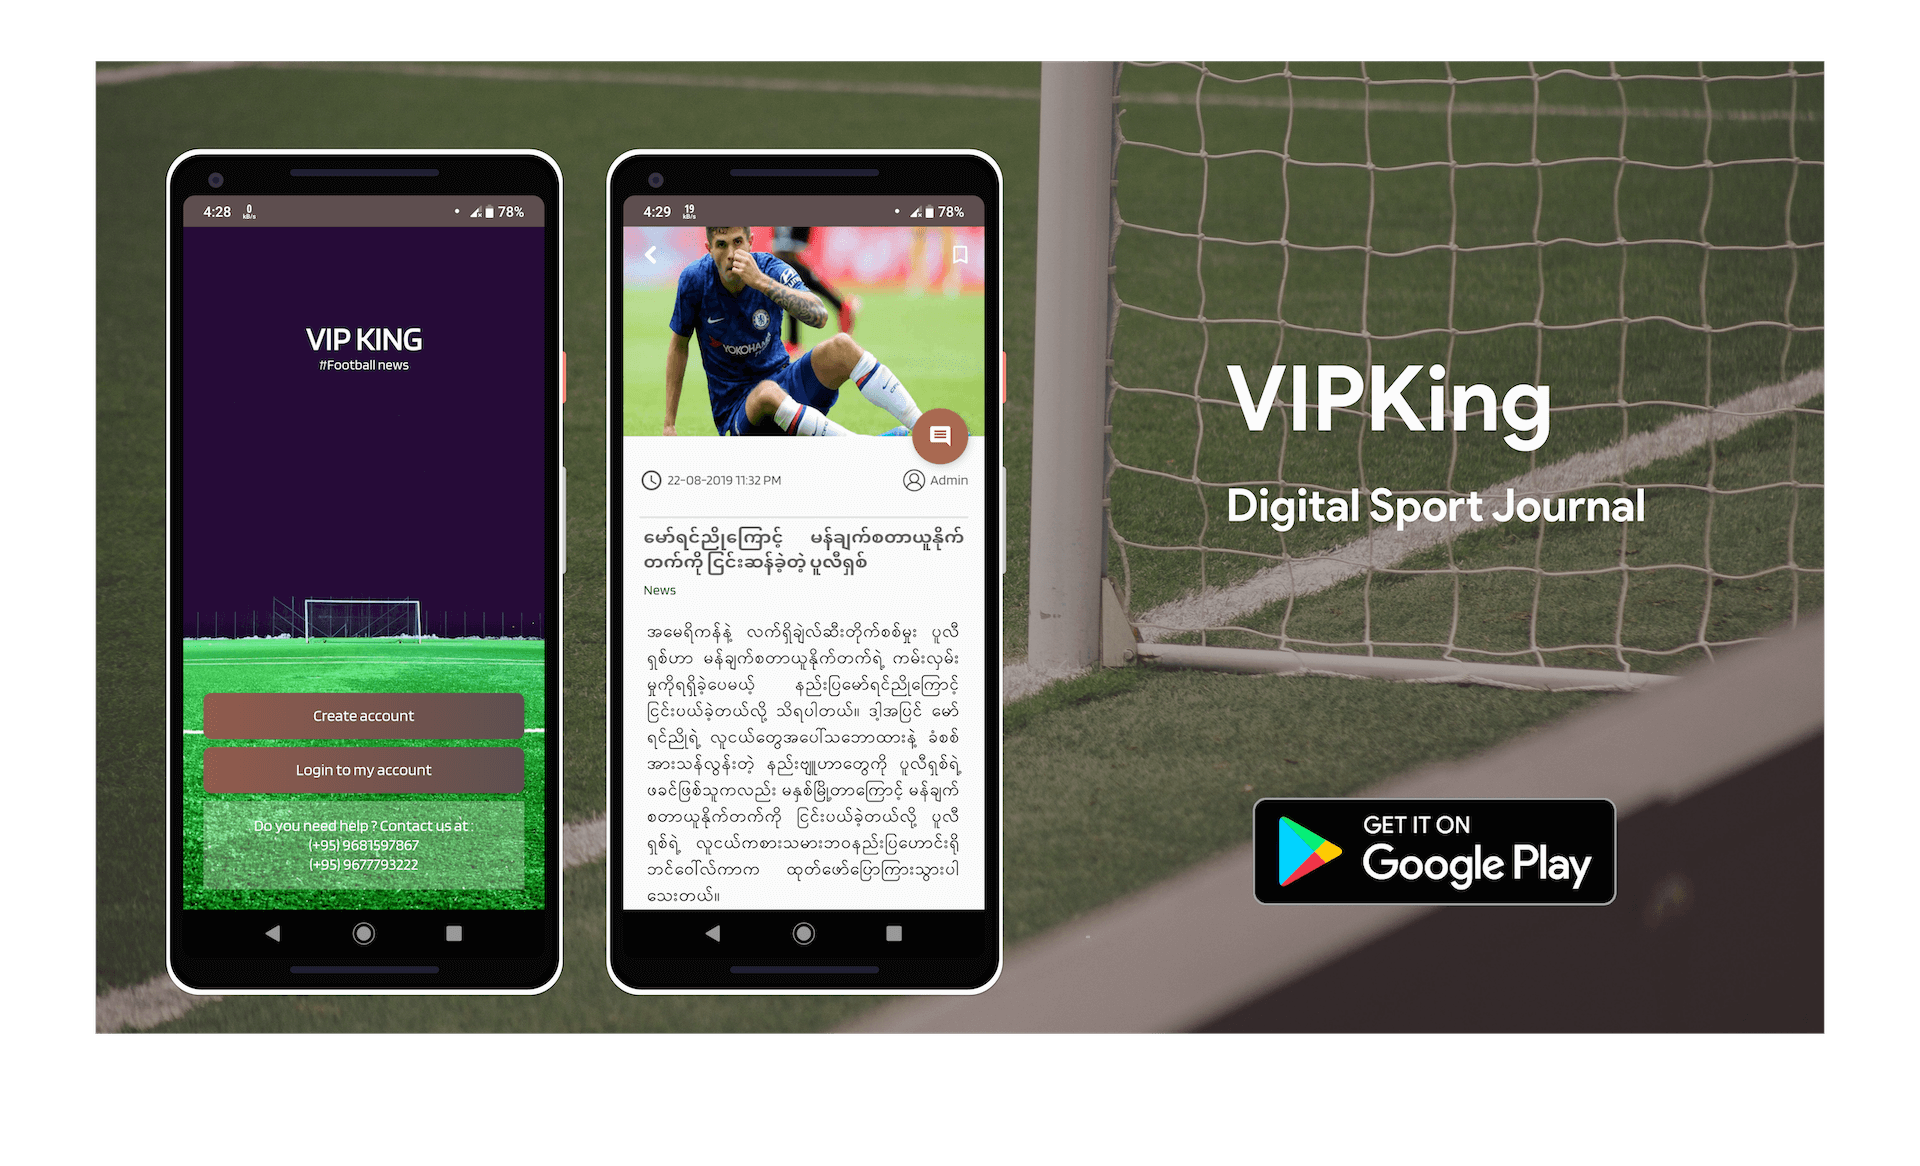 4:28 0 kB/s 78%
VIP KING
#Football news
Create account
Login to my account
Do you need help ? Contact us at :
(+95) 9681597867
(+95) 9677793222
4:29 19 kB/s 78%
YOKOHAMA
22-08-2019 11:32 PM Admin
မော်ရင်ညိုကြောင့် မန်ချက်စတာယူနိုက်
တက်ကို ငြင်းဆန်ခဲ့တဲ့ ပူလီရှစ်
News
အမေရိကန်နဲ့ လက်ရှိချဲလ်ဆီးတိုက်စစ်မှူး ပူလီ
ရှစ်ဟာ မန်ချက်စတာယူနိုက်တက်ရဲ့ ကမ်းလှမ်း
မှုကိုရရှိခဲ့ပေမယ့် နည်းပြမော်ရင်ညိုကြောင့်
ငြင်းပယ်ခဲ့တယ်လို့ သိရပါတယ်။ ဒါ့အပြင် မော်
ရင်ညိုရဲ့ လူငယ်တွေအပေါ်သဘောထားနဲ့ ခံစစ်
အားသန်လွန်းတဲ့ နည်းဗျူဟာတွေကို ပူလီရှစ်ရဲ့
ဖခင်ဖြစ်သူကလည်း မနှစ်မြို့တာကြောင့် မန်ချက်
စတာယူနိုက်တက်ကို ငြင်းပယ်ခဲ့တယ်လို့ ပူလီ
ရှစ်ရဲ့ လူငယ်ကစားသမားဘဝနည်းပြဟောင်းရို
ဘင်ဝေါ်လ်ကာက ထုတ်ဖော်ပြောကြားသွားပါ
သေးတယ်။
VIPKing
Digital Sport Journal
GET IT ON
Google Play